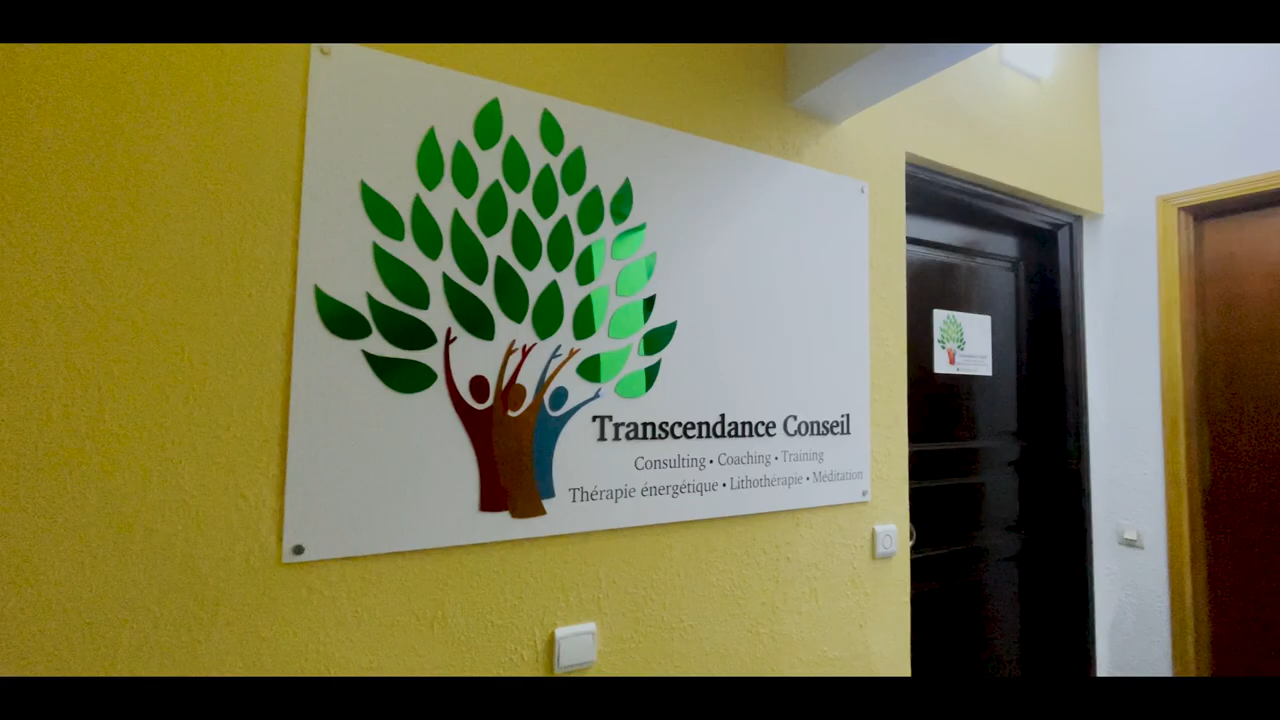 Transcendance Conseil
Consulting • Coaching • Training
Thérapie énergétique • Lithothérapie • Méditation